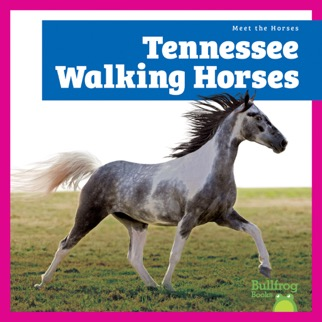 Meet the Horses
Tennessee
Walking Horses
Bullfrog
Books